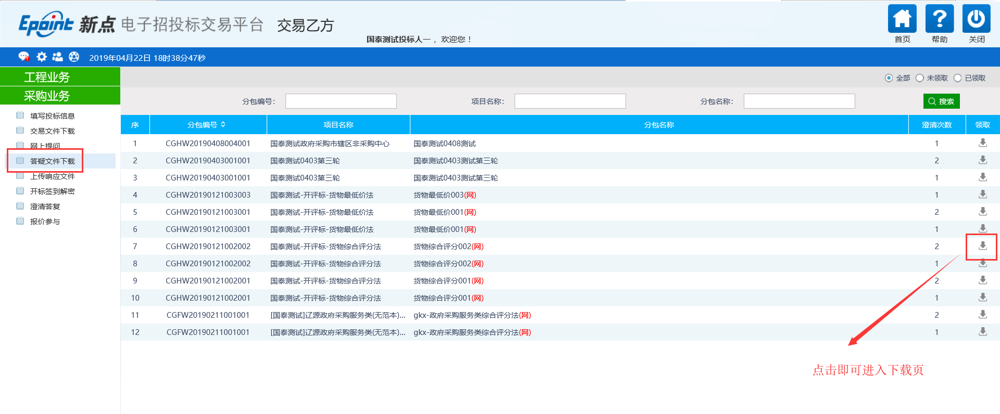 Epoint 新点 电子招投标交易平台 交易乙方
国泰测试投标人一 ，欢迎您！
首页 帮助 关闭
2019年04月22日 18时38分47秒
工程业务
采购业务
填写投标信息
交易文件下载
网上提问
答疑文件下载
上传响应文件
开标签到解密
澄清答复
报价参与
全部 未领取 已领取
分包编号： 项目名称： 分包名称： 搜索
序 分包编号 项目名称 分包名称 澄清次数 领取
1 CGHW20190408004001 国泰测试政府采购市辖区非采购中心 国泰测试0408测试 1
2 CGHW20190403001001 国泰测试0403第三轮 国泰测试0403测试第三轮 2
3 CGHW20190403001001 国泰测试0403第三轮 国泰测试0403测试第三轮 1
4 CGHW20190121003003 国泰测试-开评标-货物最低价法 货物最低价003(网) 1
5 CGHW20190121003001 国泰测试-开评标-货物最低价法 货物最低价001(网) 2
6 CGHW20190121003001 国泰测试-开评标-货物最低价法 货物最低价001(网) 1
7 CGHW20190121002002 国泰测试-开评标-货物综合评分法 货物综合评分002(网) 2
8 CGHW20190121002002 国泰测试-开评标-货物综合评分法 货物综合评分002(网) 1
9 CGHW20190121002001 国泰测试-开评标-货物综合评分法 货物综合评分001(网) 2
10 CGHW20190121002001 国泰测试-开评标-货物综合评分法 货物综合评分001(网) 1
11 CGFW20190211001001 [国泰测试]辽源政府采购服务类(无范本)... gkx-政府采购服务类综合评分法(网) 2
12 CGFW20190211001001 [国泰测试]辽源政府采购服务类(无范本)... gkx-政府采购服务类综合评分法(网) 1
点击即可进入下载页